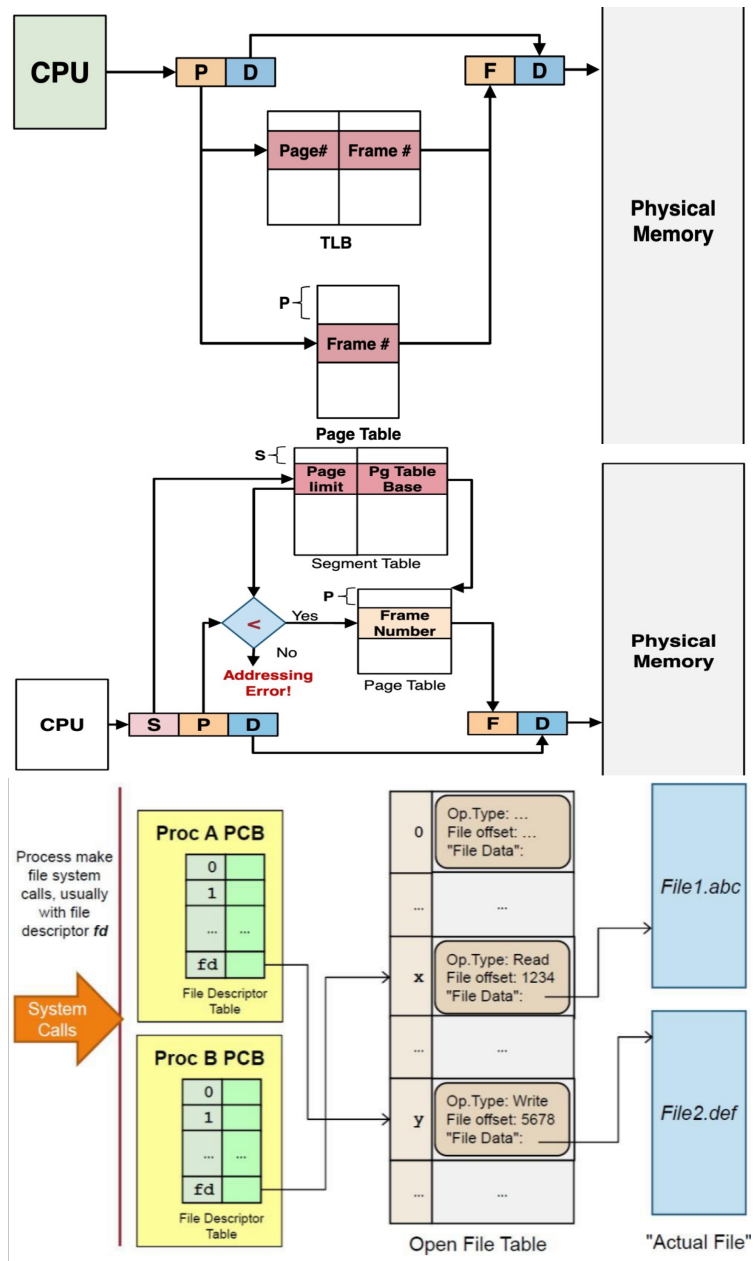 CPU
P D
F D
Page# Frame #
TLB
Physical
Memory
P
Frame #
Page Table
S
Page
limit
Pg Table
Base
Segment Table
P
<
Yes
No
Addressing
Error!
Frame
Number
Page Table
Physical
Memory
CPU
S P D
F D
Process make
file system
calls, usually
with file
descriptor fd
System
Calls
Proc A PCB
0
1
... ...
fd
File Descriptor
Table
Proc B PCB
0
1
... ...
fd
File Descriptor
Table
0
Op.Type: ...
File offset: ...
"File Data":
... ...
x
Op.Type: Read
File offset: 1234
"File Data":
... ...
y
Op.Type: Write
File offset: 5678
"File Data":
... ...
Open File Table
File1.abc
File2.def
"Actual File"